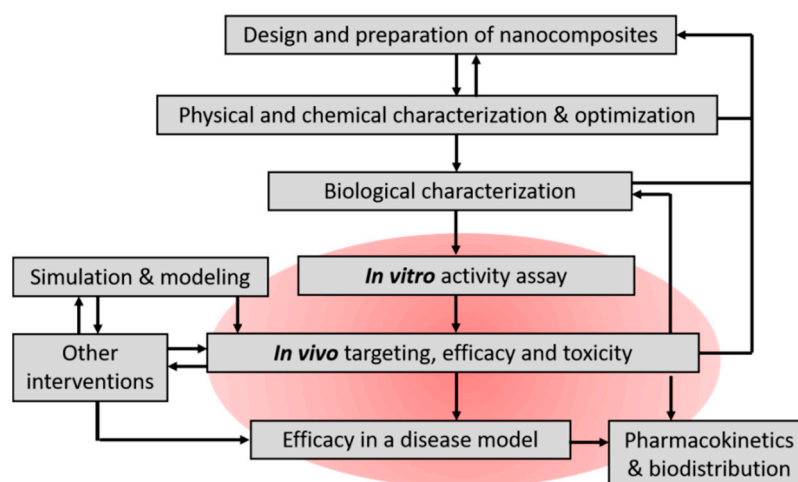 Design and preparation of nanocomposites
Physical and chemical characterization & optimization
Biological characterization
Simulation & modeling
In vitro activity assay
Other
interventions
In vivo targeting, efficacy and toxicity
Efficacy in a disease model
Pharmacokinetics
& biodistribution